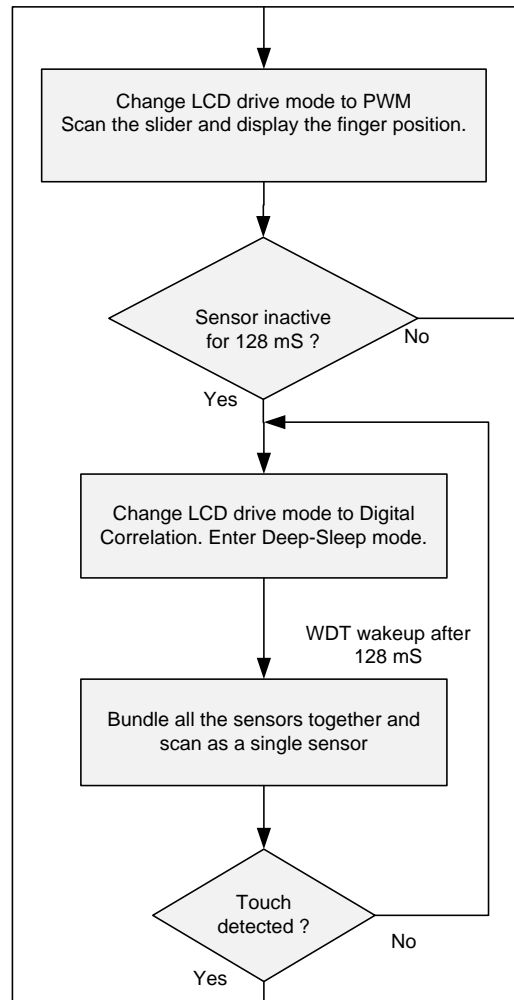 Change LCD drive mode to PWM
Scan the slider and display the finger position.
Sensor inactive
for 128 mS ?
No
Yes
Change LCD drive mode to Digital
Correlation. Enter Deep-Sleep mode.
WDT wakeup after
128 mS
Bundle all the sensors together and
scan as a single sensor
Touch
detected ?
No
Yes